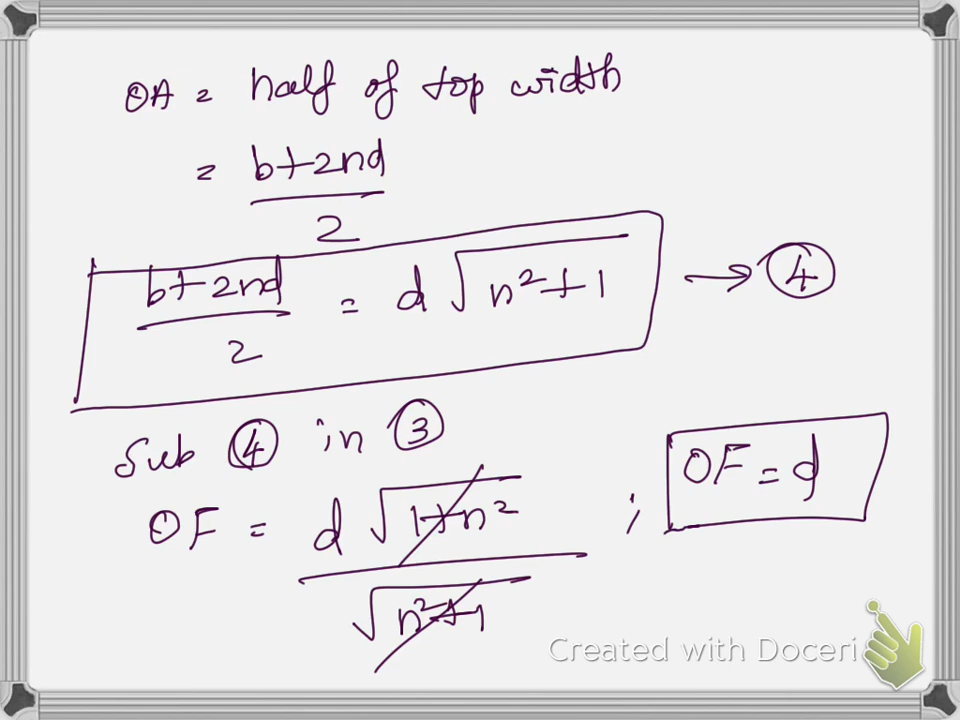 OA = half of top width
= b+2nd / 2
b+2nd / 2 = d √n²+1 → ④
Sub ④ in ③
OF = d √1+n² / √n²+1 ; OF = d
Created with Doceri